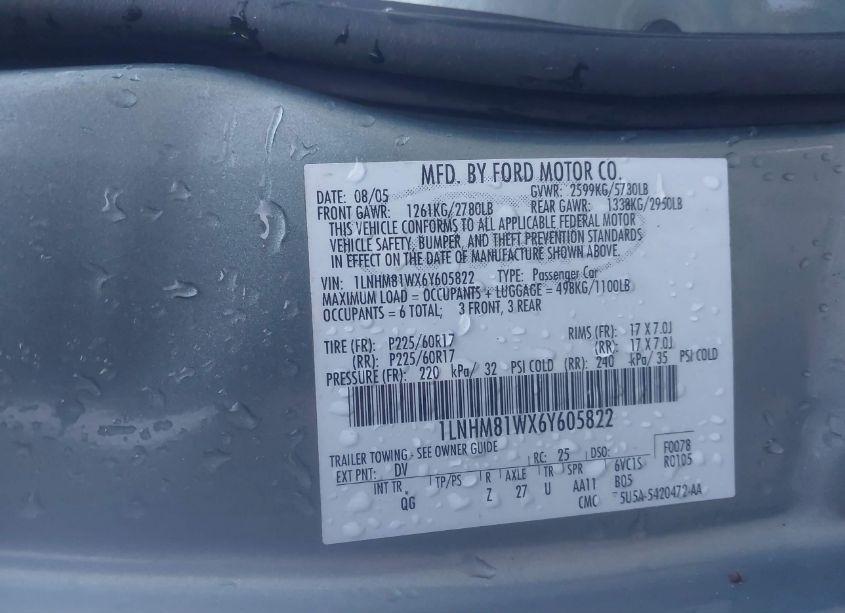 MFD. BY FORD MOTOR CO.
DATE: 08/05 GVWR: 2599KG/5730LB
FRONT GAWR: 1261KG/2780LB REAR GAWR: 1338KG/2950LB
THIS VEHICLE CONFORMS TO ALL APPLICABLE FEDERAL MOTOR
VEHICLE SAFETY, BUMPER, AND THEFT PREVENTION STANDARDS
IN EFFECT ON THE DATE OF MANUFACTURE SHOWN ABOVE.
VIN: 1LNHM81WX6Y605822 TYPE: Passenger Car
MAXIMUM LOAD = OCCUPANTS + LUGGAGE = 498KG/1100LB
OCCUPANTS = 6 TOTAL; 3 FRONT, 3 REAR
TIRE (FR): P225/60R17 RIMS (FR): 17 X 7.0J
(RR): P225/60R17 (RR): 17 X 7.0J
PRESSURE (FR): 220 kPa/ 32 PSI COLD (RR): 240 kPa/ 35 PSI COLD
1LNHM81WX6Y605822
TRAILER TOWING - SEE OWNER GUIDE
EXT PNT: DV RC: 25 DSO: F0078
INT TR TP/PS R AXLE TR SPR 6VC1S R0105
QG Z 27 U AA11 BQ5
CMC 5U5A-5420472-AA